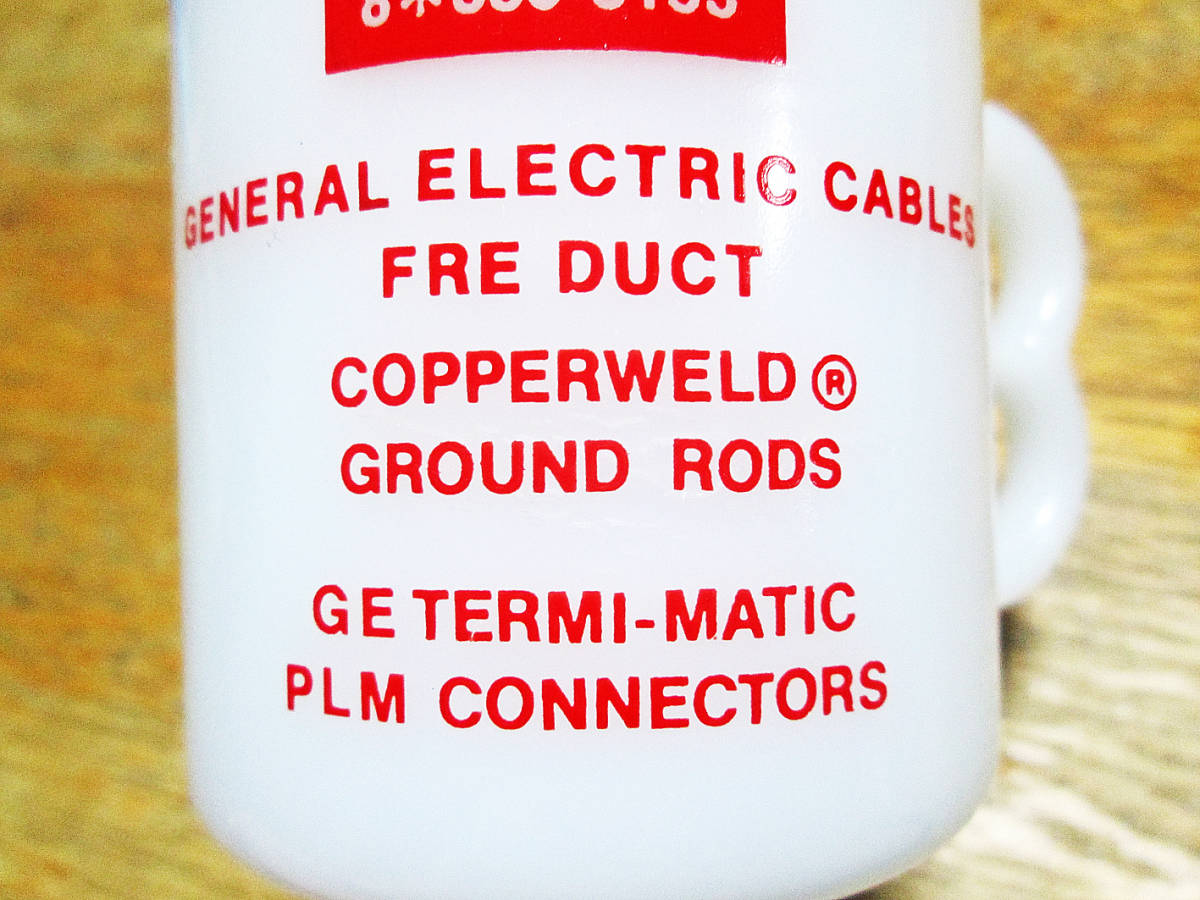 GENERAL ELECTRIC CABLES
FRE DUCT
COPPERWELD ®
GROUND RODS
GE TERMI-MATIC
PLM CONNECTORS